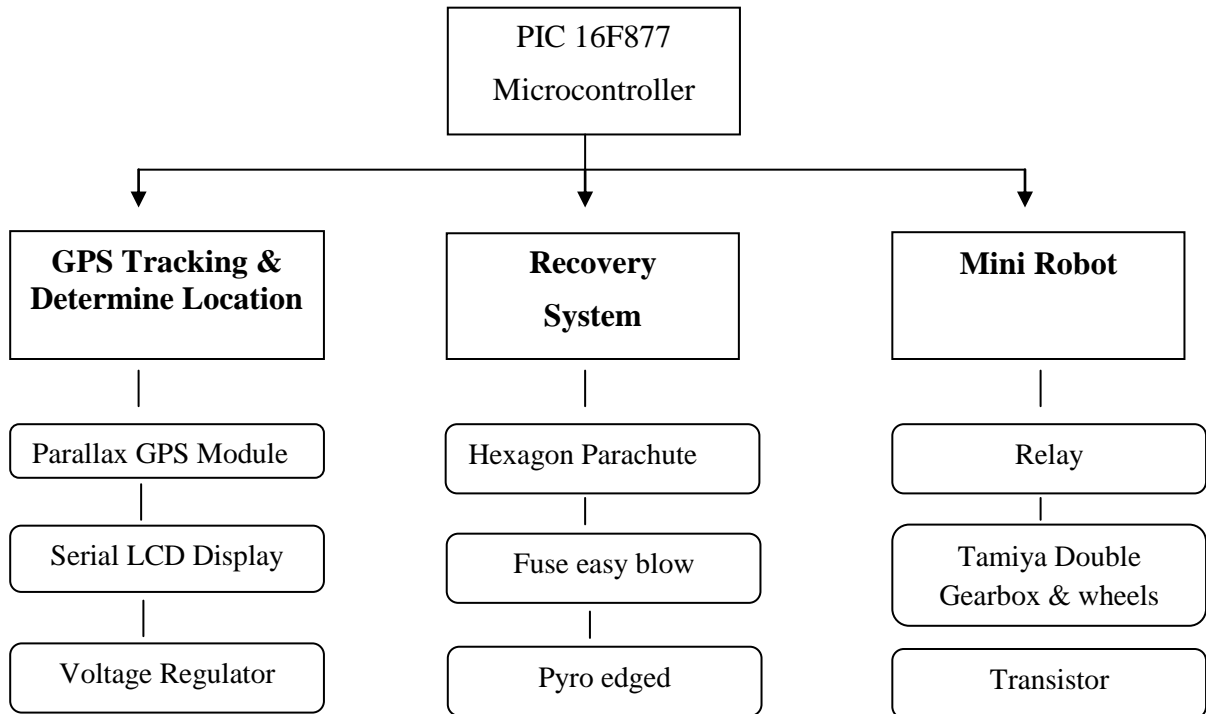 PIC 16F877
Microcontroller
GPS Tracking &
Determine Location
Recovery
System
Mini Robot
Parallax GPS Module
Hexagon Parachute
Relay
Serial LCD Display
Fuse easy blow
Tamiya Double
Gearbox & wheels
Voltage Regulator
Pyro edged
Transistor